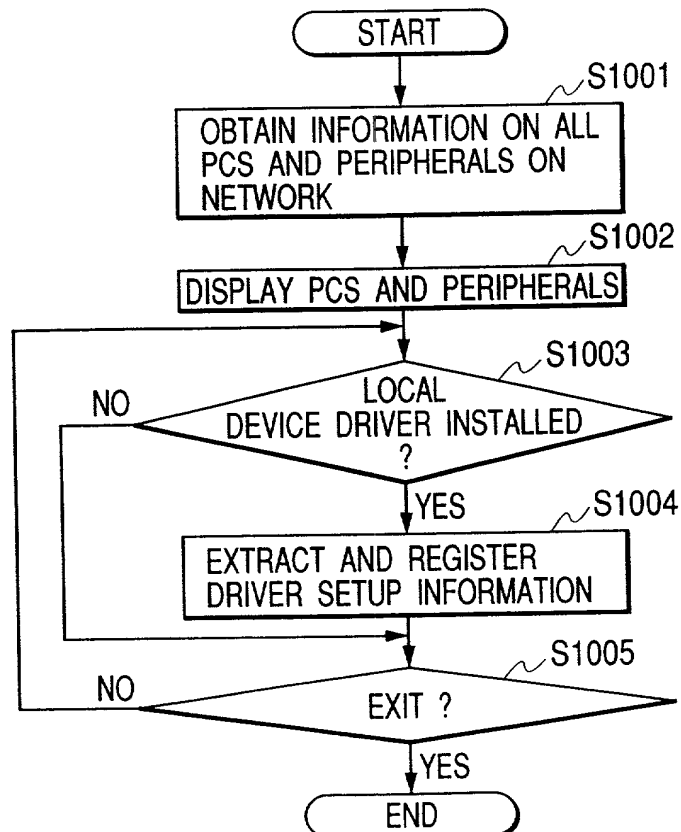 START
S1001
OBTAIN INFORMATION ON ALL
PCS AND PERIPHERALS ON
NETWORK
S1002
DISPLAY PCS AND PERIPHERALS
S1003
NO
LOCAL
DEVICE DRIVER INSTALLED
?
YES
S1004
EXTRACT AND REGISTER
DRIVER SETUP INFORMATION
S1005
NO
EXIT ?
YES
END